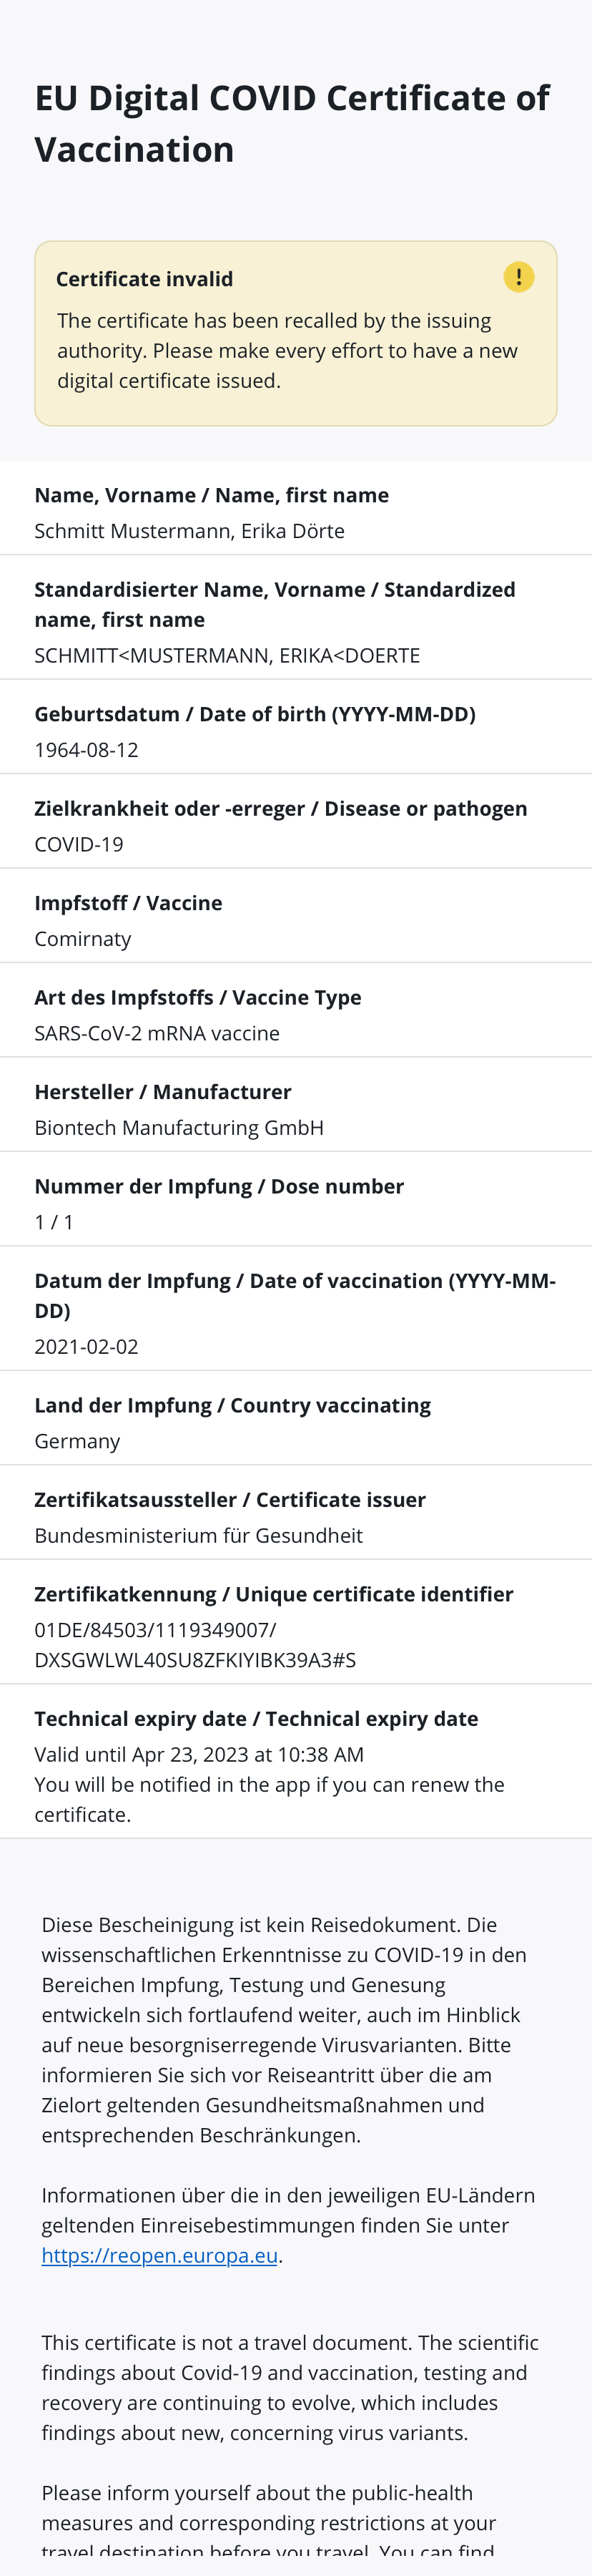 EU Digital COVID Certificate of
Vaccination
Certificate invalid
The certificate has been recalled by the issuing
authority. Please make every effort to have a new
digital certificate issued.
Name, Vorname / Name, first name
Schmitt Mustermann, Erika Dörte
Standardisierter Name, Vorname / Standardized
name, first name
SCHMITT<MUSTERMANN, ERIKA<DOERTE
Geburtsdatum / Date of birth (YYYY-MM-DD)
1964-08-12
Zielkrankheit oder -erreger / Disease or pathogen
COVID-19
Impfstoff / Vaccine
Comirnaty
Art des Impfstoffs / Vaccine Type
SARS-CoV-2 mRNA vaccine
Hersteller / Manufacturer
Biontech Manufacturing GmbH
Nummer der Impfung / Dose number
1 / 1
Datum der Impfung / Date of vaccination (YYYY-MM-
DD)
2021-02-02
Land der Impfung / Country vaccinating
Germany
Zertifikatsaussteller / Certificate issuer
Bundesministerium für Gesundheit
Zertifikatkennung / Unique certificate identifier
01DE/84503/1119349007/
DXSGWLWL40SU8ZFKIYIBK39A3#S
Technical expiry date / Technical expiry date
Valid until Apr 23, 2023 at 10:38 AM
You will be notified in the app if you can renew the
certificate.
Diese Bescheinigung ist kein Reisedokument. Die
wissenschaftlichen Erkenntnisse zu COVID-19 in den
Bereichen Impfung, Testung und Genesung
entwickeln sich fortlaufend weiter, auch im Hinblick
auf neue besorgniserregende Virusvarianten. Bitte
informieren Sie sich vor Reiseantritt über die am
Zielort geltenden Gesundheitsmaßnahmen und
entsprechenden Beschränkungen.
Informationen über die in den jeweiligen EU-Ländern
geltenden Einreisebestimmungen finden Sie unter
https://reopen.europa.eu.
This certificate is not a travel document. The scientific
findings about Covid-19 and vaccination, testing and
recovery are continuing to evolve, which includes
findings about new, concerning virus variants.
Please inform yourself about the public-health
measures and corresponding restrictions at your
travel destination before you travel. You can find